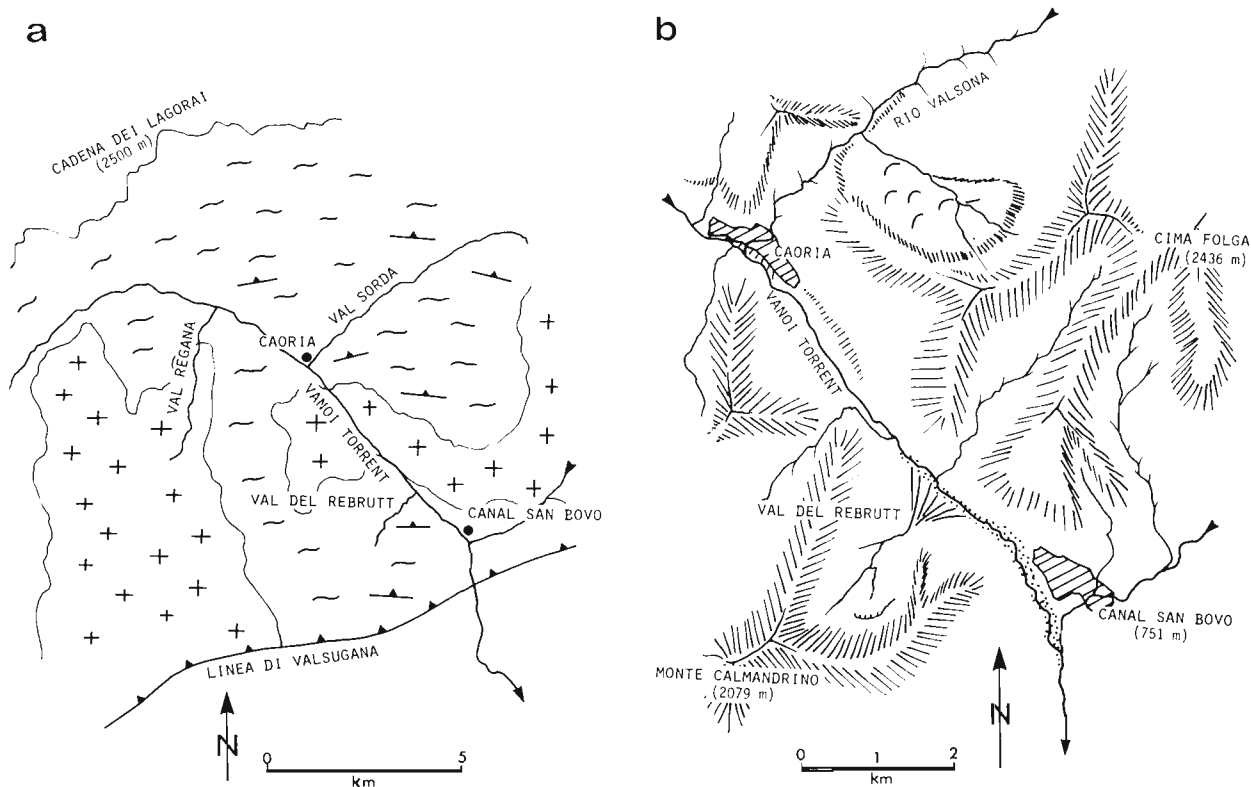 a
CADENA DEI LAGORAI
(2500 m)
VAL SORDA
CAORIA
VAL REGANA
VANOI TORRENT
VAL DEL REBRUTT
CANAL SAN BOVO
LINEA DI VALSUGANA
N
0 5
km
b
RIO VALSONA
CAORIA
CIMA FOLGA
(2436 m)
VANOI TORRENT
VAL DEL REBRUTT
CANAL SAN BOVO
(751 m)
MONTE CALMANDRINO
(2079 m)
N
0 1 2
km